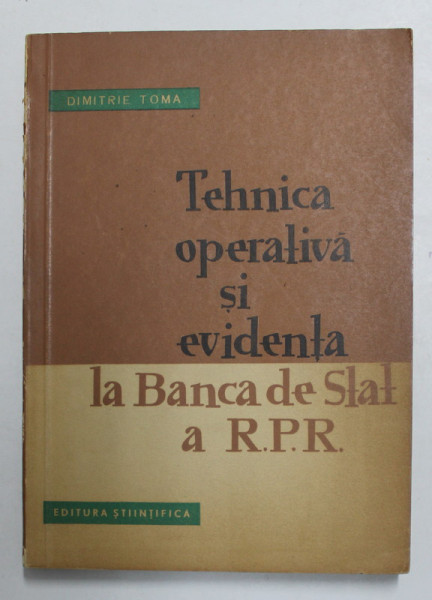 DIMITRIE TOMA
Tehnica
operativă
și
evidența
la Banca de Stat
a R.P.R.
EDITURA ȘTIINȚIFICA